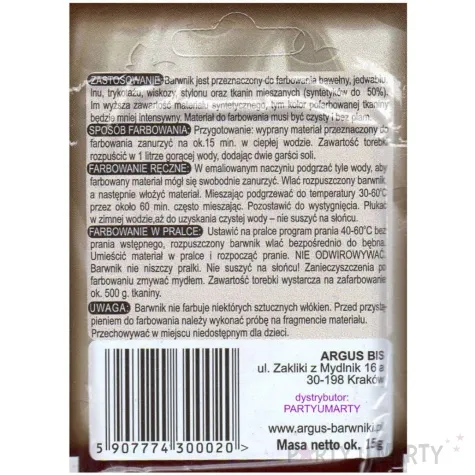 ZASTOSOWANIE: Barwnik jest przeznaczony do farbowania bawełny, jedwabiu,
lnu, trykotażu, wiskozy, stylonu oraz tkanin mieszanych (syntetyków do 50%).
Im wyższa zawartość materiału syntetycznego, tym kolor pofarbowanej tkaniny
będzie mniej intensywny. Materiał do farbowania musi być czysty i bez plam.
SPOSÓB FARBOWANIA: Przygotowanie: wyprany materiał przeznaczony do
farbowania zanurzyć na ok.15 min. w ciepłej wodzie. Zawartość torebki
rozpuścić w 1 litrze gorącej wody, dodając dwie garści soli.
FARBOWANIE RĘCZNE: W emaliowanym naczyniu podgrzać tyle wody, aby
farbowany materiał mógł się swobodnie zanurzyć. Wlać rozpuszczony barwnik
a następnie włożyć materiał. Mieszając podgrzewać do temperatury 30-60°C
przez około 60 min. często mieszając. Pozostawić do wystygnięcia. Płukać
w zimnej wodzie,aż do uzyskania czystej wody – nie suszyć na słońcu.
FARBOWANIE W PRALCE: Ustawić na pralce program prania 40-60°C bez
prania wstępnego, rozpuszczony barwnik wlać bezpośrednio do bębna.
Umieścić materiał w pralce i rozpocząć pranie. NIE ODWIROWYWAĆ.
Barwnik nie niszczy pralki. Nie suszyć na słońcu! Zanieczyszczenia po
farbowaniu zmywać mydłem. Zawartość torebki wystarcza na zafarbowanie
ok. 500 g. tkaniny.
UWAGA: Barwnik nie farbuje niektórych sztucznych włókien. Przed przystą-
pieniem do farbowania należy wykonać próbę na fragmencie materiału.
Przechowywać w miejscu niedostępnym dla dzieci.
ARGUS BIS
ul. Zakliki z Mydlnik 16 a
30-198 Kraków
dystrybutor:
PARTYUMARTY
www.argus-barwniki.pl
Masa netto ok. 15g
5 907774 300020 >
PARTYUMARTY